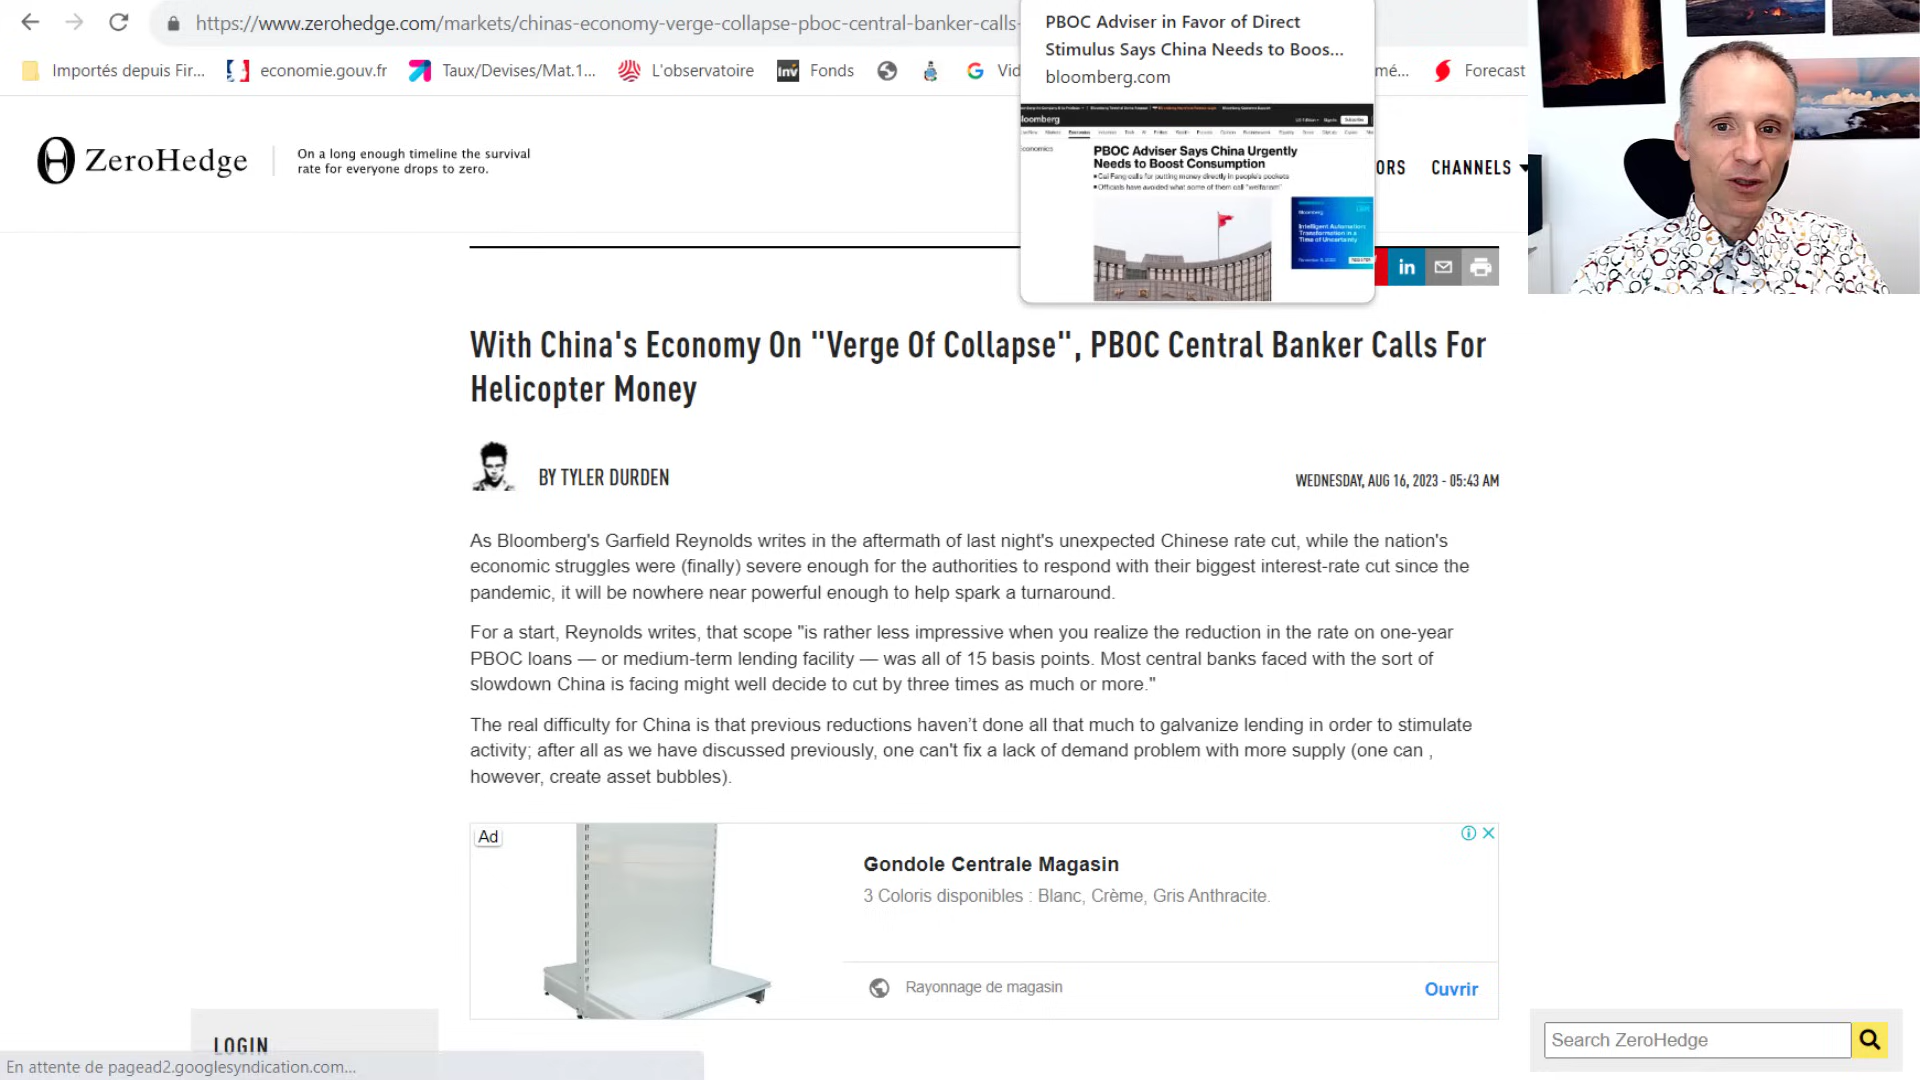 https://www.zerohedge.com/markets/chinas-economy-verge-collapse-pboc-central-banker-calls-
PBOC Adviser in Favor of Direct
Stimulus Says China Needs to Boos...
bloomberg.com
Importés depuis Fir...
economie.gouv.fr
Taux/Devises/Mat.1...
L'observatoire
Inv Fonds
Vid
mé...
Forecast
loomberg
Subscribe
conomics
PBOC Adviser Says China Urgently
Needs to Boost Consumption
Cai Fang calls for putting money directly in people's pockets
Officials have avoided what some of them call "welfarism"
Bloomberg
Intelligent Automation:
Transformation in a
Time of Uncertainty
ZeroHedge
On a long enough timeline the survival
rate for everyone drops to zero.
ORS
CHANNELS
in
With China's Economy On "Verge Of Collapse", PBOC Central Banker Calls For
Helicopter Money
BY TYLER DURDEN
WEDNESDAY, AUG 16, 2023 - 05:43 AM
As Bloomberg's Garfield Reynolds writes in the aftermath of last night's unexpected Chinese rate cut, while the nation's
economic struggles were (finally) severe enough for the authorities to respond with their biggest interest-rate cut since the
pandemic, it will be nowhere near powerful enough to help spark a turnaround.
For a start, Reynolds writes, that scope "is rather less impressive when you realize the reduction in the rate on one-year
PBOC loans — or medium-term lending facility — was all of 15 basis points. Most central banks faced with the sort of
slowdown China is facing might well decide to cut by three times as much or more."
The real difficulty for China is that previous reductions haven’t done all that much to galvanize lending in order to stimulate
activity; after all as we have discussed previously, one can't fix a lack of demand problem with more supply (one can ,
however, create asset bubbles).
Ad
Gondole Centrale Magasin
3 Coloris disponibles : Blanc, Crème, Gris Anthracite.
Rayonnage de magasin
Ouvrir
LOGIN
Search ZeroHedge
En attente de pagead2.googlesyndication.com...